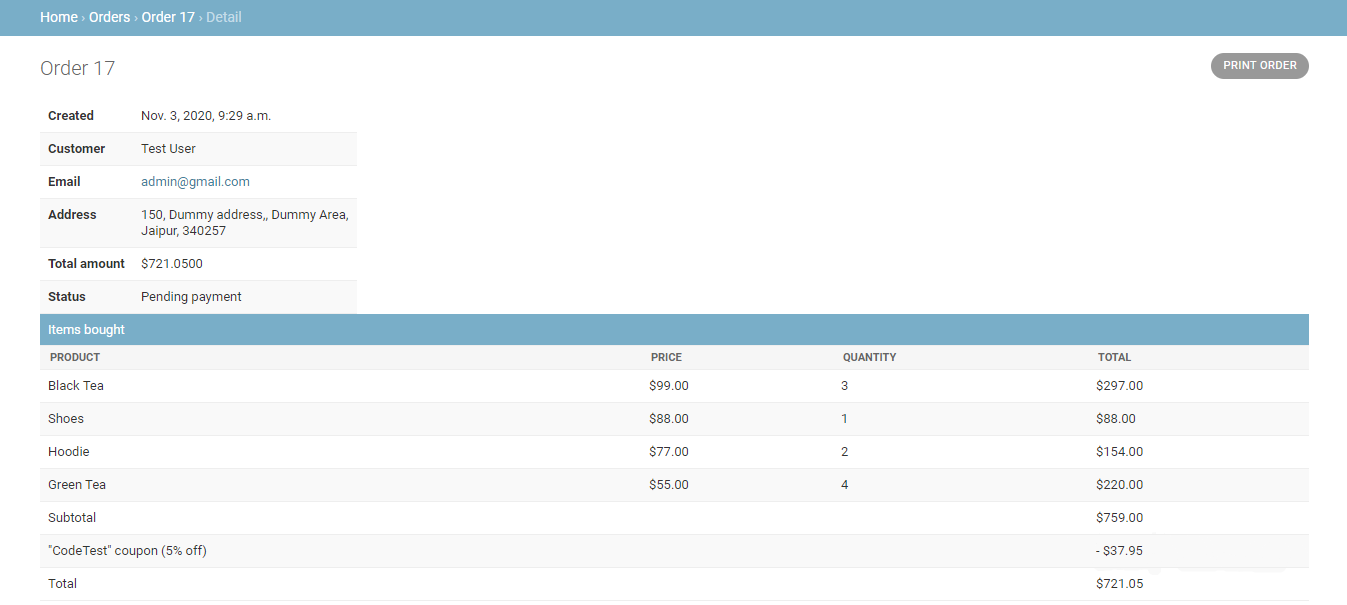 Home › Orders › Order 17 › Detail
Order 17
PRINT ORDER
Created Nov. 3, 2020, 9:29 a.m.
Customer Test User
Email admin@gmail.com
Address 150, Dummy address,, Dummy Area,
Jaipur, 340257
Total amount $721.0500
Status Pending payment
Items bought
PRODUCT PRICE QUANTITY TOTAL
Black Tea $99.00 3 $297.00
Shoes $88.00 1 $88.00
Hoodie $77.00 2 $154.00
Green Tea $55.00 4 $220.00
Subtotal $759.00
"CodeTest" coupon (5% off) - $37.95
Total $721.05